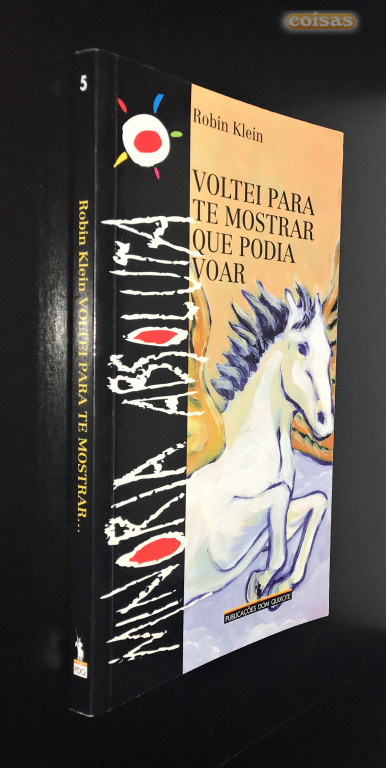 coisas
5
Robin Klein VOLTEI PARA TE MOSTRAR...
MINORIA ABSOLUTA
Robin Klein
VOLTEI PARA
TE MOSTRAR
QUE PODIA
VOAR
PUBLICAÇÕES DOM QUIXOTE